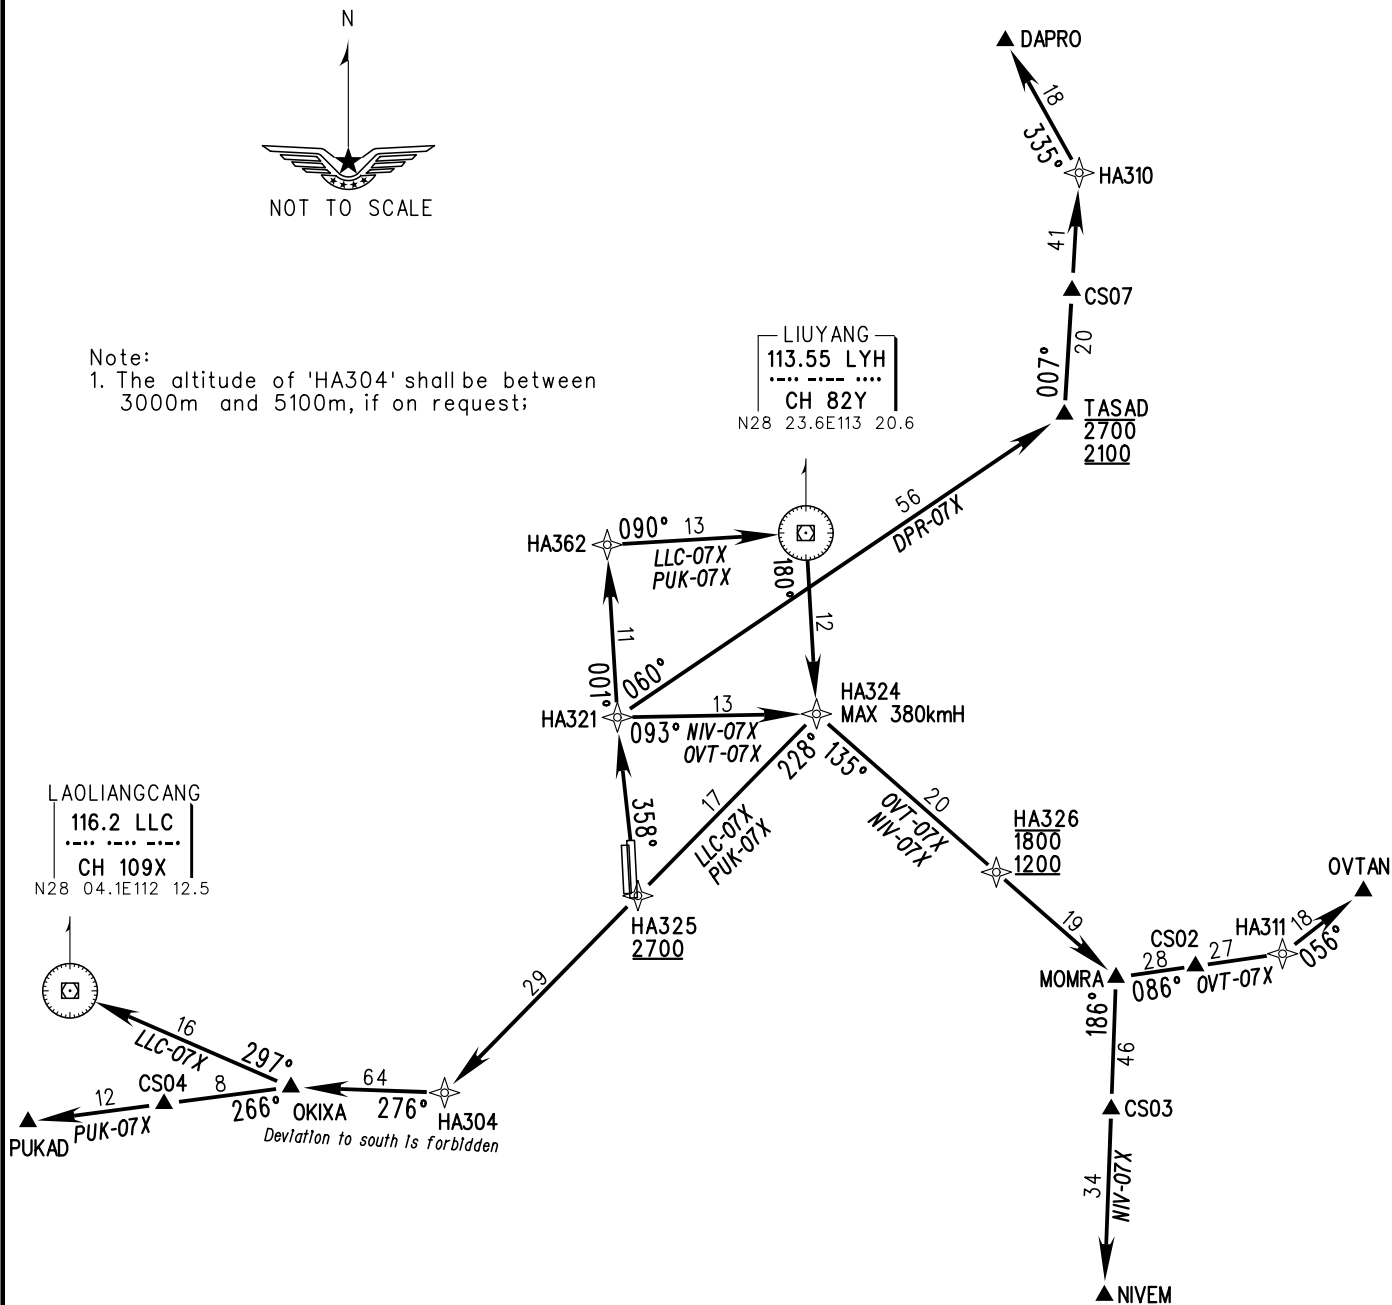 N
NOT TO SCALE
Note:
1. The altitude of 'HA304' shall be between
3000m and 5100m, if on request;
DAPRO
18
335°
HA310
41
CS07
20
007°
TASAD
2700
2100
LIUYANG
113.55 LYH
CH 82Y
N28 23.6E113 20.6
56
DPR-07X
HA362
090°
13
LLC-07X
PUK-07X
180°
12
11
001°
060°
HA321
093°
13
NIV-07X
OVT-07X
HA324
MAX 380kmH
228°
135°
358°
17
LLC-07X
PUK-07X
20
OVT-07X
NIV-07X
HA326
1800
1200
LAOLIANGCANG
116.2 LLC
CH 109X
N28 04.1E112 12.5
HA325
2700
19
OVTAN
18
056°
HA311
27
OVT-07X
CS02
28
086°
MOMRA
186°
46
CS03
34
NIV-07X
NIVEM
29
16
LLC-07X
297°
64
276°
HA304
OKIXA
Deviation to south is forbidden
266°
8
CS04
12
PUK-07X
PUKAD